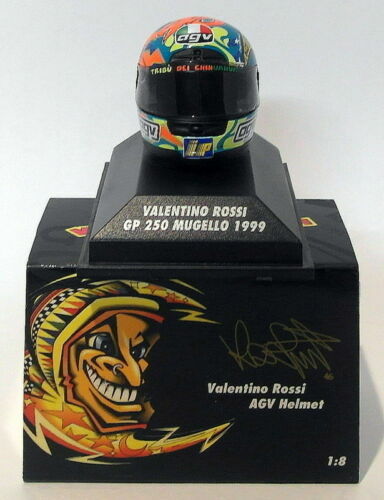 agv
TRIBÙ DEI CHIHUAHUA
agv
VALENTINO ROSSI
GP 250 MUGELLO 1999
Valentino Rossi
AGV Helmet
1:8